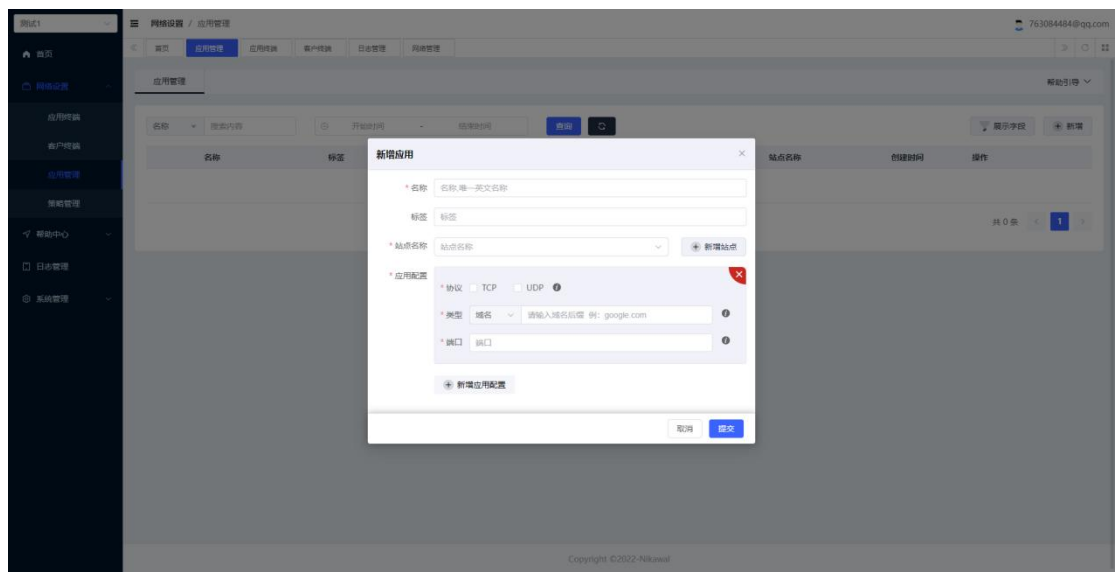 测试1
网络设置 / 应用管理
763084484@qq.com
首页
首页
应用管理
应用终端
客户终端
日志管理
网络管理
网络设置
应用管理
帮助引导
应用终端
名称
搜索内容
开始时间
-
结束时间
查询
展示字段
新增
客户终端
名称
标签
站点名称
创建时间
操作
应用管理
策略管理
共 0 条
1
帮助中心
日志管理
系统管理
新增应用
* 名称
名称,唯一英文名称
标签
标签
* 站点名称
站点名称
新增站点
* 应用配置
* 协议
TCP
UDP
* 类型
域名
请输入域名后缀 例：google.com
* 端口
端口
新增应用配置
取消
提交
Copyright ©2022-Nikawal